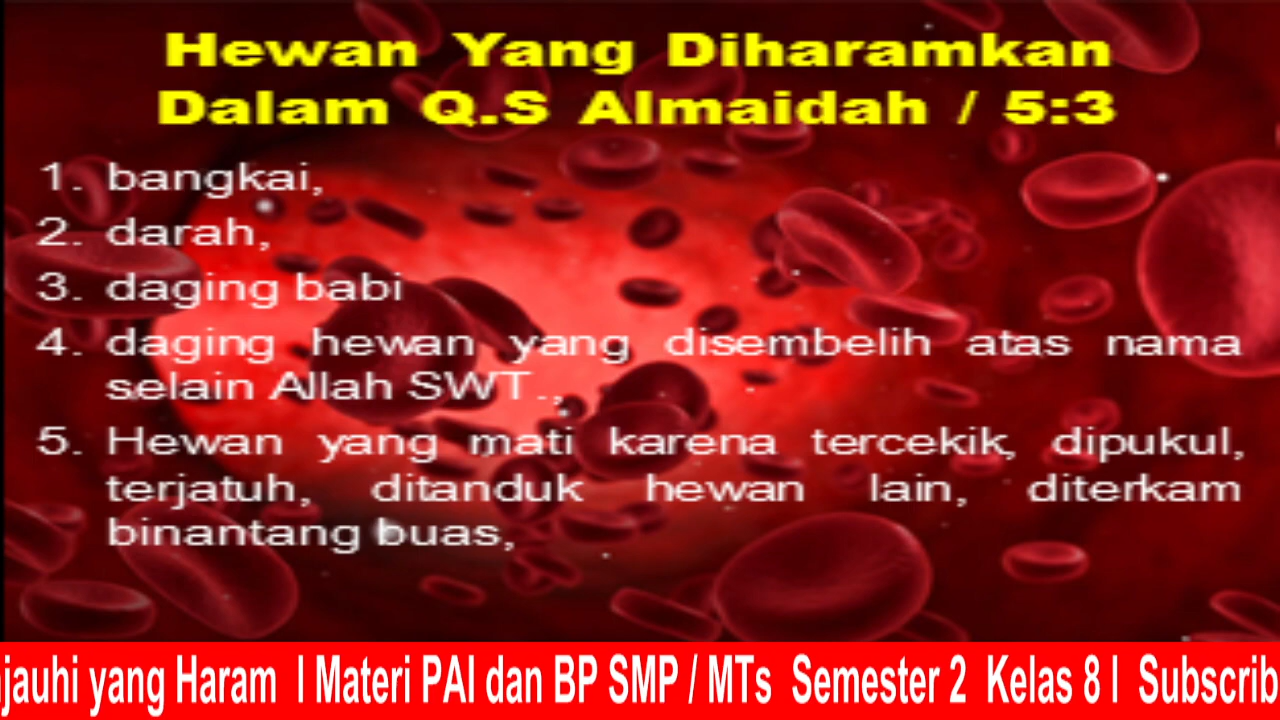 Hewan Yang Diharamkan
Dalam Q.S Almaidah / 5:3
1. bangkai,
2. darah,
3. daging babi
4. daging hewan yang disembelih atas nama
selain Allah SWT.,
5. Hewan yang mati karena tercekik, dipukul,
terjatuh, ditanduk hewan lain, diterkam
binantang buas,
jauhi yang Haram l Materi PAI dan BP SMP / MTs Semester 2 Kelas 8 l Subscrib